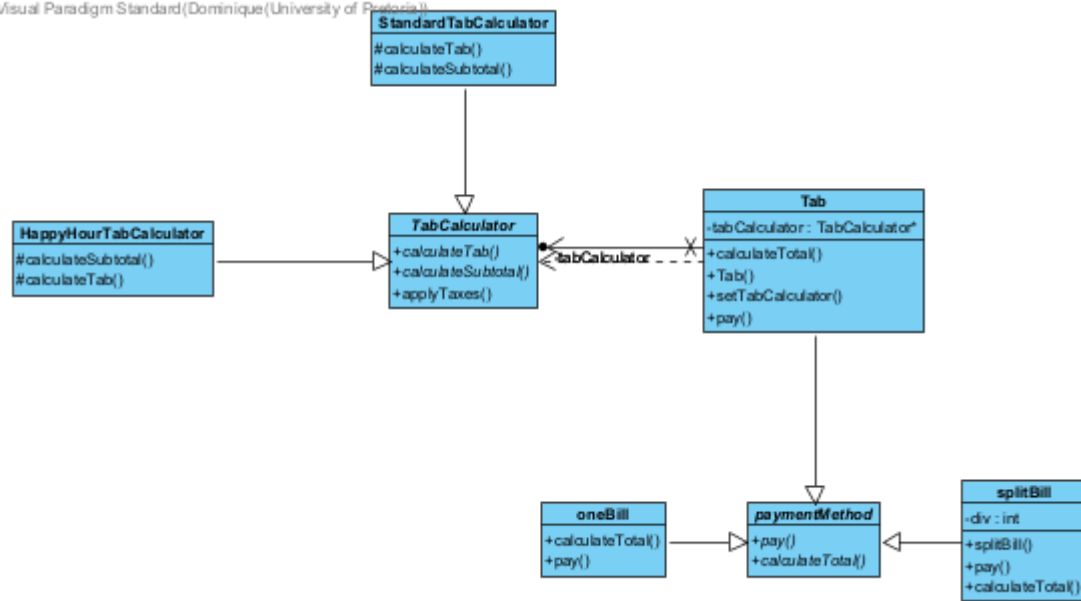 Visual Paradigm Standard(Dominique(University of Pretoria))
StandardTabCalculator
#calculateTab()
#calculateSubtotal()
HappyHourTabCalculator
#calculateSubtotal()
#calculateTab()
TabCalculator
+calculateTab()
+calculateSubtotal()
+applyTaxes()
-tabCalculator
Tab
-tabCalculator : TabCalculator*
+calculateTotal()
+Tab()
+setTabCalculator()
+pay()
oneBill
+calculateTotal()
+pay()
paymentMethod
+pay()
+calculateTotal()
splitBill
-div : int
+splitBill()
+pay()
+calculateTotal()